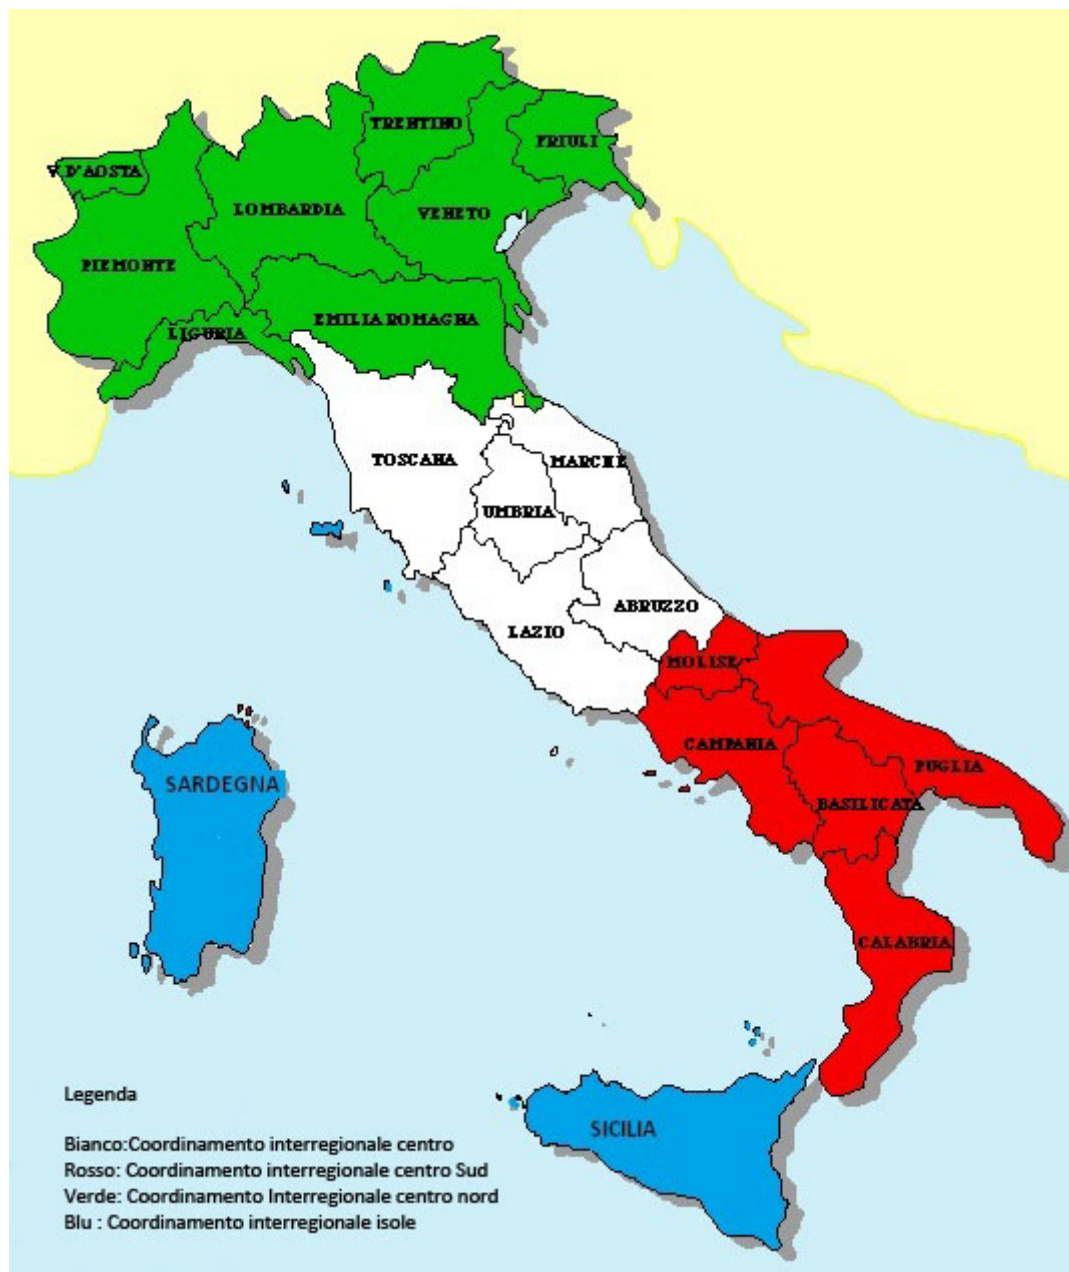 TRENTINO
FRIULI
V.D'AOSTA
LOMBARDIA
VENETO
PIEMONTE
EMILIA ROMAGNA
LIGURIA
TOSCANA
MARCHE
UMBRIA
ABRUZZO
LAZIO
MOLISE
CAMPANIA
PUGLIA
SARDEGNA
BASILICATA
CALABRIA
SICILIA
Legenda
Bianco:Coordinamento interregionale centro
Rosso: Coordinamento interregionale centro Sud
Verde: Coordinamento Interregionale centro nord
Blu : Coordinamento interregionale isole